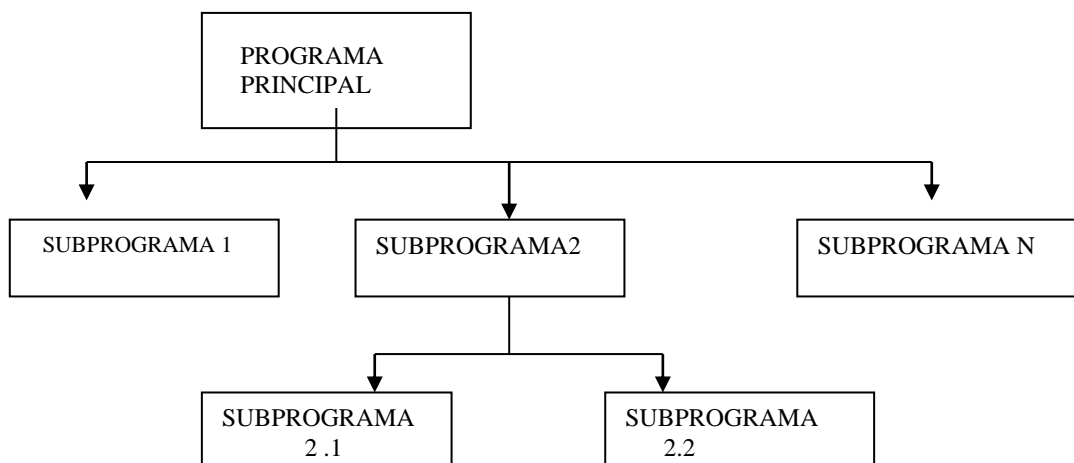 PROGRAMA
PRINCIPAL
SUBPROGRAMA 1
SUBPROGRAMA2
SUBPROGRAMA N
SUBPROGRAMA
2 .1
SUBPROGRAMA
2.2